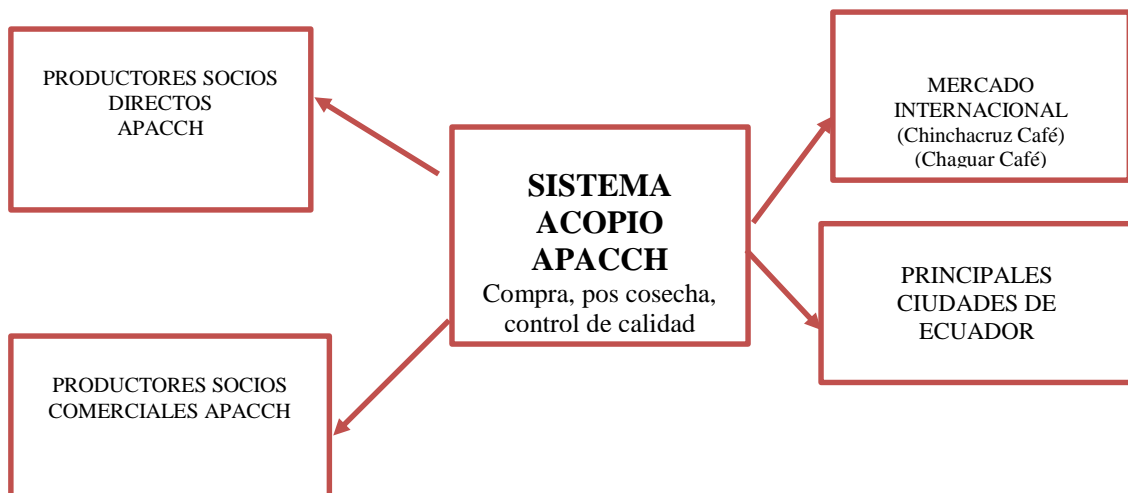 PRODUCTORES SOCIOS
DIRECTOS
APACCH
MERCADO
INTERNACIONAL
(Chinchacruz Café)
(Chaguar Café)
SISTEMA
ACOPIO
APACCH
Compra, pos cosecha,
control de calidad
PRINCIPALES
CIUDADES DE
ECUADOR
PRODUCTORES SOCIOS
COMERCIALES APACCH